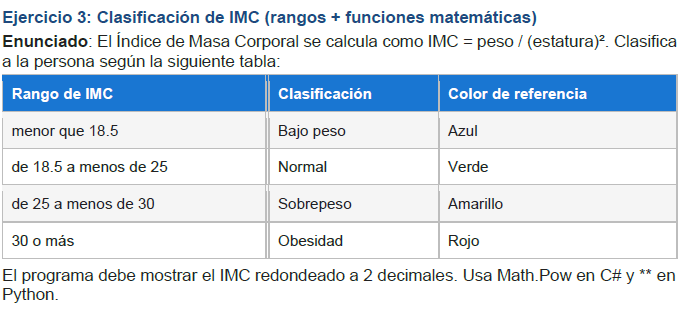 Ejercicio 3: Clasificación de IMC (rangos + funciones matemáticas)
Enunciado: El Índice de Masa Corporal se calcula como IMC = peso / (estatura)². Clasifica
a la persona según la siguiente tabla:
Rango de IMC Clasificación Color de referencia
menor que 18.5 Bajo peso Azul
de 18.5 a menos de 25 Normal Verde
de 25 a menos de 30 Sobrepeso Amarillo
30 o más Obesidad Rojo
El programa debe mostrar el IMC redondeado a 2 decimales. Usa Math.Pow en C# y ** en
Python.